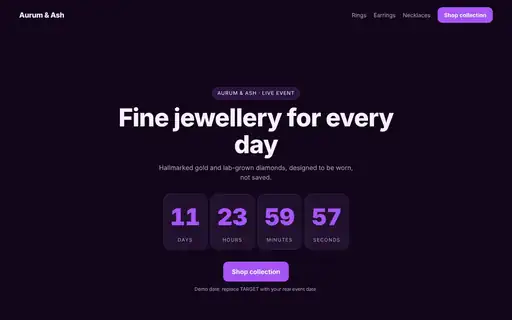 Aurum & Ash
Rings Earrings Necklaces Shop collection
AURUM & ASH · LIVE EVENT
Fine jewellery for every
day
Hallmarked gold and lab-grown diamonds, designed to be worn,
not saved.
11 23 59 57
DAYS HOURS MINUTES SECONDS
Shop collection
Demo date; replace TARGET with your real event date